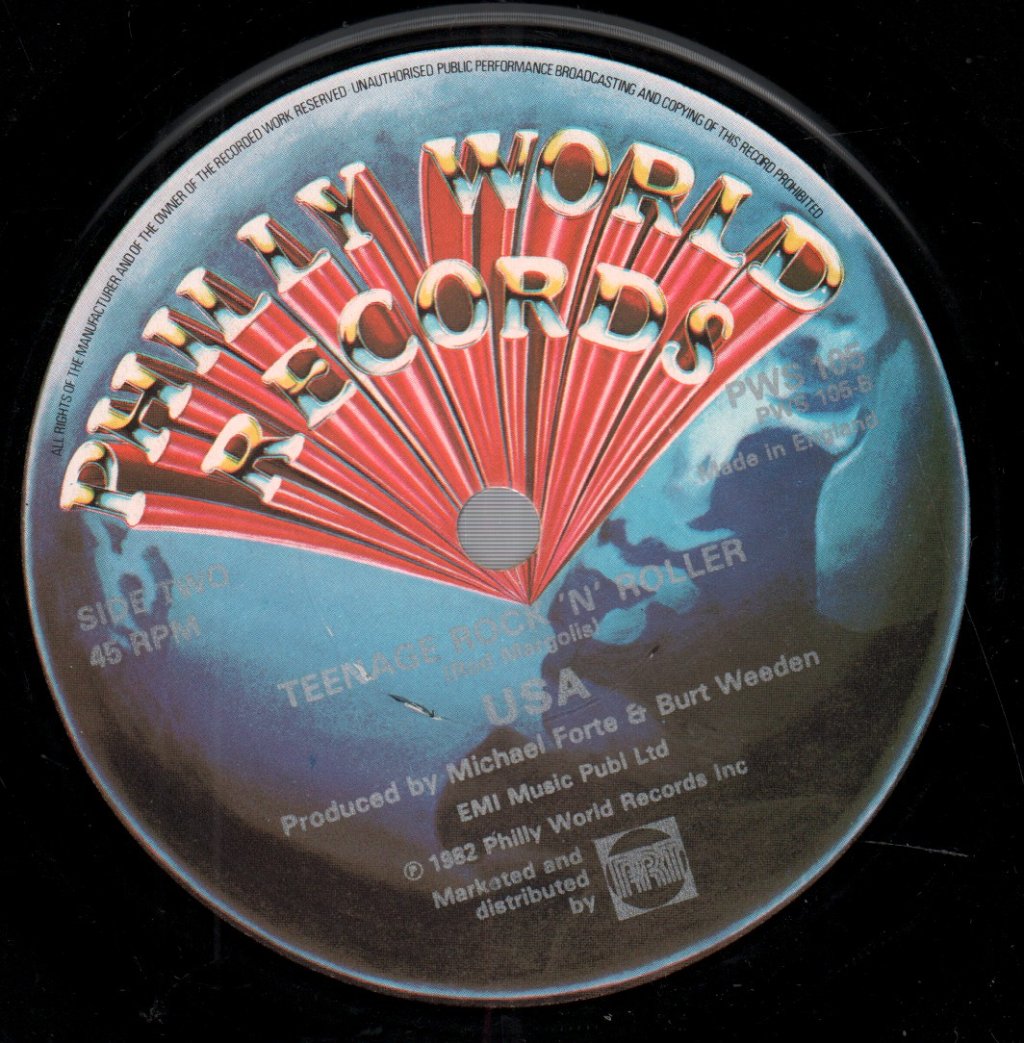 ALL RIGHTS OF THE MANUFACTURER AND OF THE OWNER OF THE RECORDED WORK RESERVED · UNAUTHORISED PUBLIC PERFORMANCE BROADCASTING AND COPYING OF THIS RECORD PROHIBITED
PHILLY WORLD
RECORDS
PWS 105
PWS 105-B
Made in England
SIDE TWO
45 RPM
TEENAGE ROCK 'N' ROLLER
Margolis)
USA
Produced by Michael Forte & Burt Weeden
EMI Music Publ Ltd
℗ 1982 Philly World Records Inc
Marketed and
distributed
by
PRT